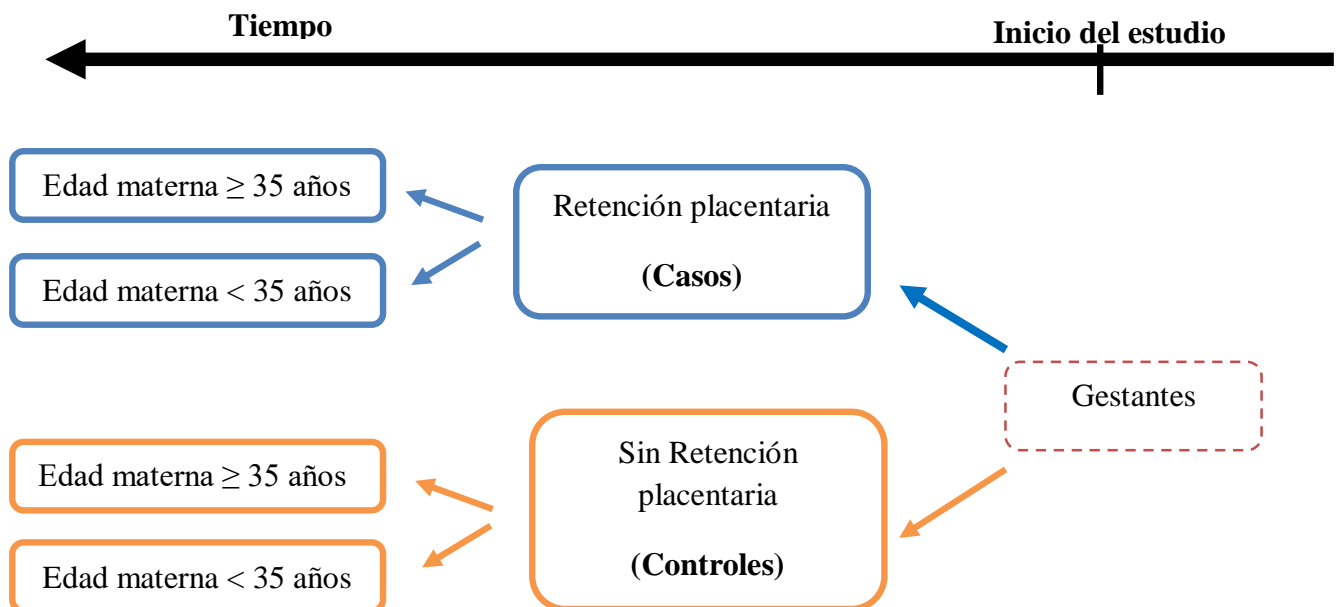 Tiempo
Inicio del estudio
Edad materna ≥ 35 años
Edad materna < 35 años
Retención placentaria
(Casos)
Gestantes
Edad materna ≥ 35 años
Edad materna < 35 años
Sin Retención
placentaria
(Controles)